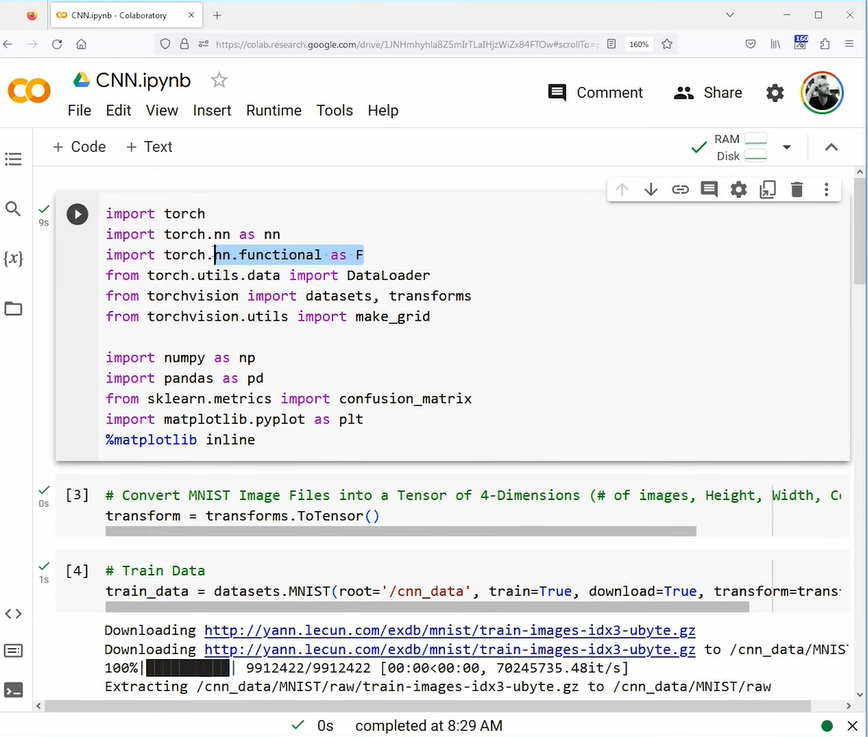 CNN.ipynb - Colaboratory
https://colab.research.google.com/drive/
160%
160
CNN.ipynb
Comment
Share
File Edit View Insert Runtime Tools Help
+ Code + Text
RAM
Disk
9s
import torch
import torch.nn as nn
import torch.nn.functional as F
from torch.utils.data import DataLoader
from torchvision import datasets, transforms
from torchvision.utils import make_grid
import numpy as np
import pandas as pd
from sklearn.metrics import confusion_matrix
import matplotlib.pyplot as plt
%matplotlib inline
0s
[3] # Convert MNIST Image Files into a Tensor of 4-Dimensions (# of images, Height, Width, Co
transform = transforms.ToTensor()
1s
[4] # Train Data
train_data = datasets.MNIST(root='/cnn_data', train=True, download=True, transform=trans
Downloading http://yann.lecun.com/exdb/mnist/train-images-idx3-ubyte.gz
Downloading http://yann.lecun.com/exdb/mnist/train-images-idx3-ubyte.gz to /cnn_data/MNIST
100%|██████████| 9912422/9912422 [00:00<00:00, 70245735.48it/s]
Extracting /cnn_data/MNIST/raw/train-images-idx3-ubyte.gz to /cnn_data/MNIST/raw
0s completed at 8:29 AM